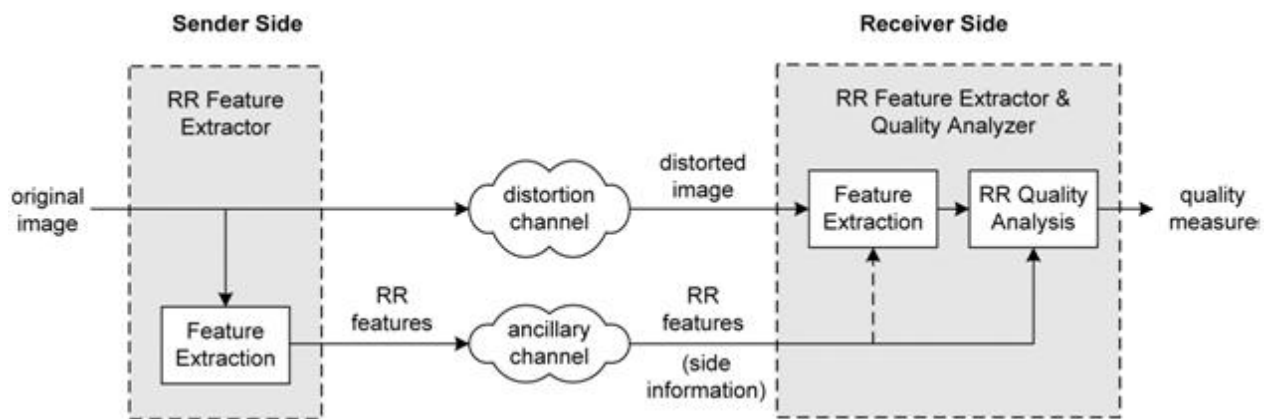 Sender Side
Receiver Side
RR Feature
Extractor
RR Feature Extractor &
Quality Analyzer
original
image
distortion
channel
distorted
image
Feature
Extraction
RR Quality
Analysis
quality
measure
Feature
Extraction
RR
features
ancillary
channel
RR
features
(side
information)